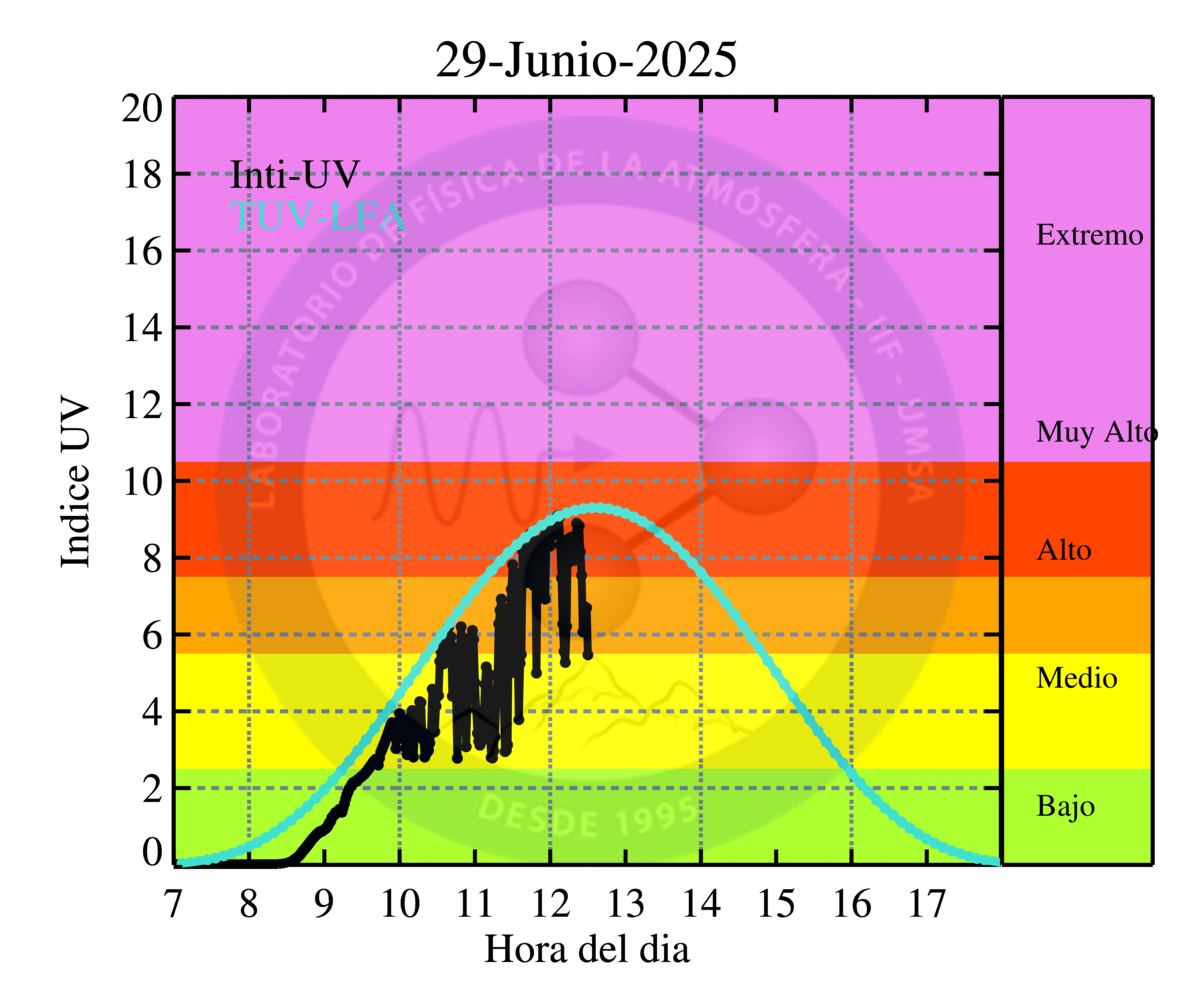 29-Junio-2025
20
18
16
14
12
10
8
6
4
2
0
Indice UV
Inti-UV
TUV-LFA
LABORATORIO DE FÍSICA DE LA ATMÓSFERA - IIF - UMSA
DESDE 1995
Extremo
Muy Alto
Alto
Medio
Bajo
7 8 9 10 11 12 13 14 15 16 17
Hora del dia